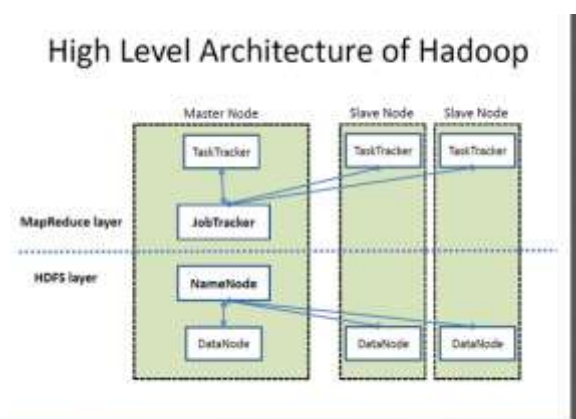 High Level Architecture of Hadoop
Master Node
Slave Node
Slave Node
TaskTracker
TaskTracker
TaskTracker
MapReduce layer
JobTracker
HDFS layer
NameNode
DataNode
DataNode
DataNode